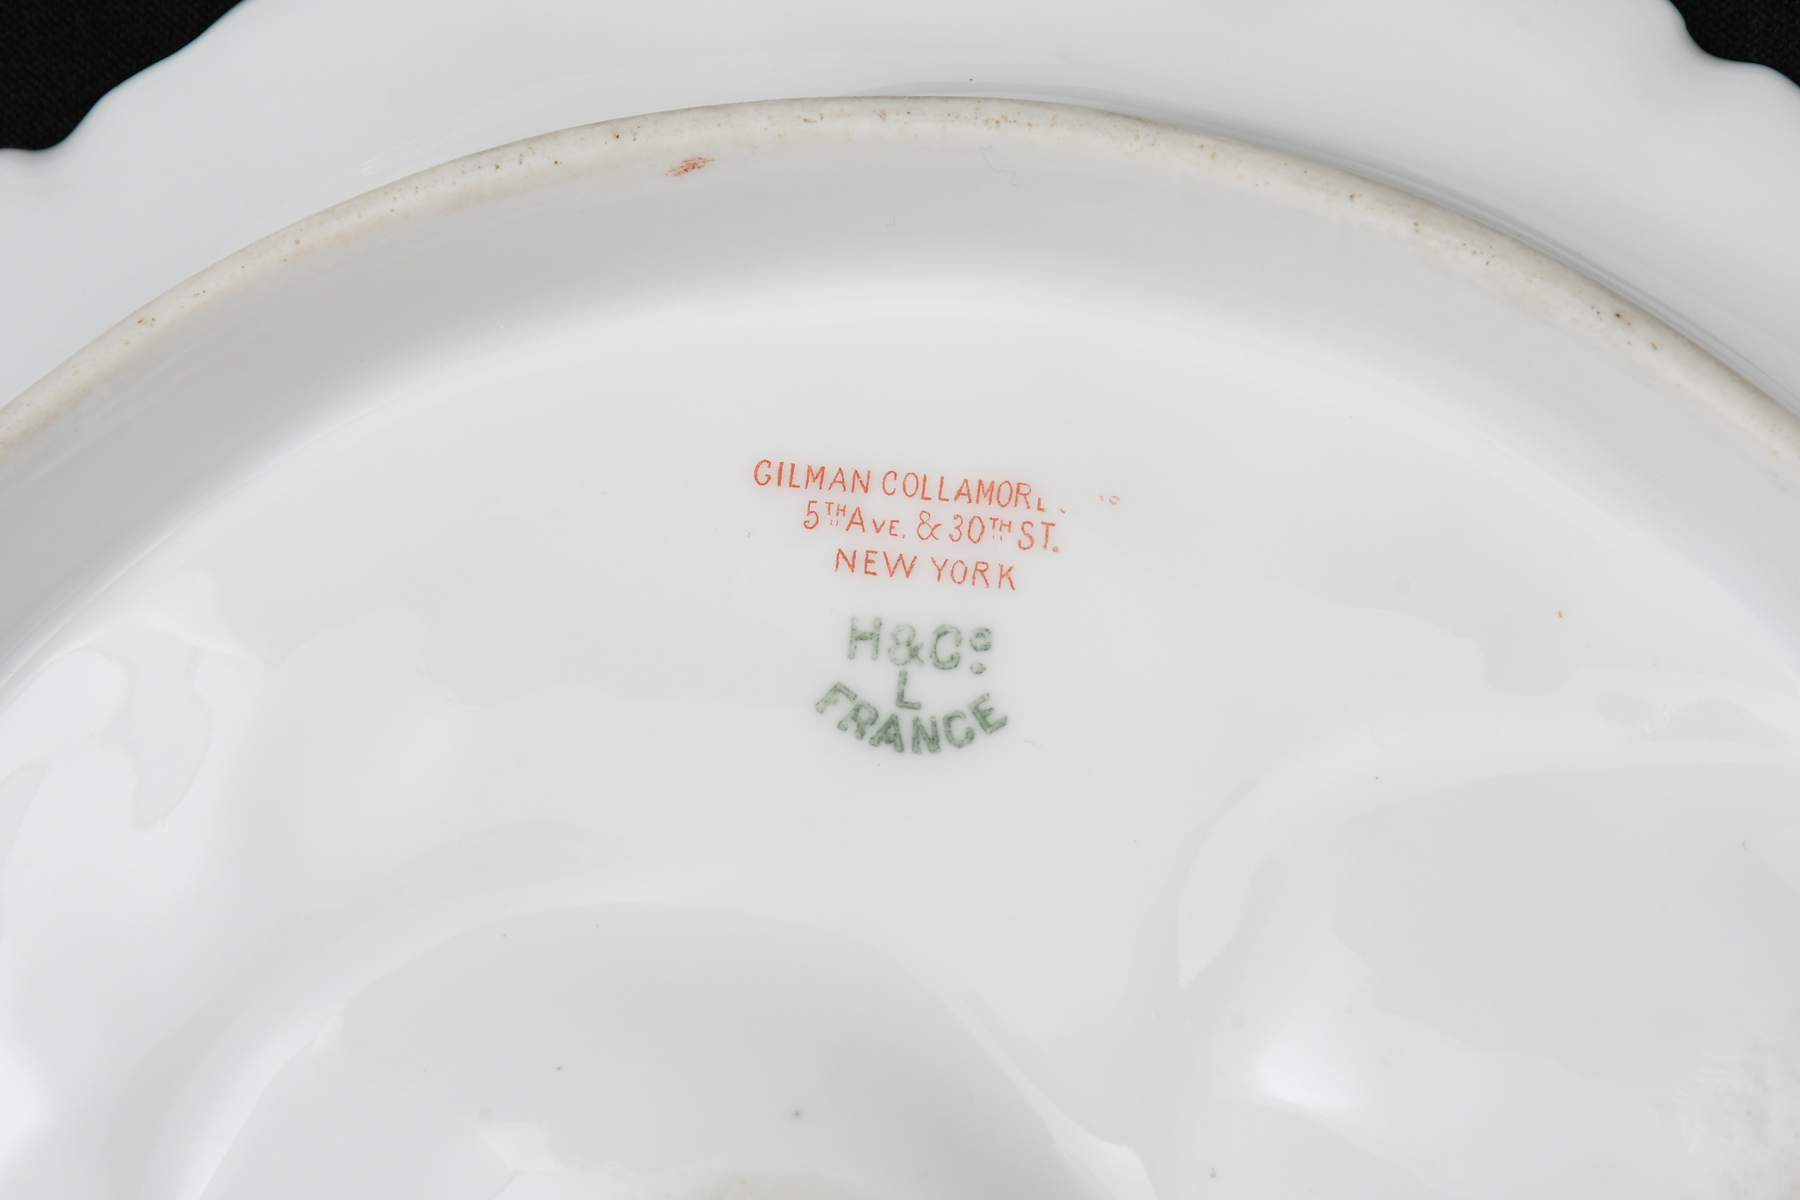 GILMAN COLLAMORE
5TH AVE. & 30TH ST.
NEW YORK
H&Co
L
FRANCE